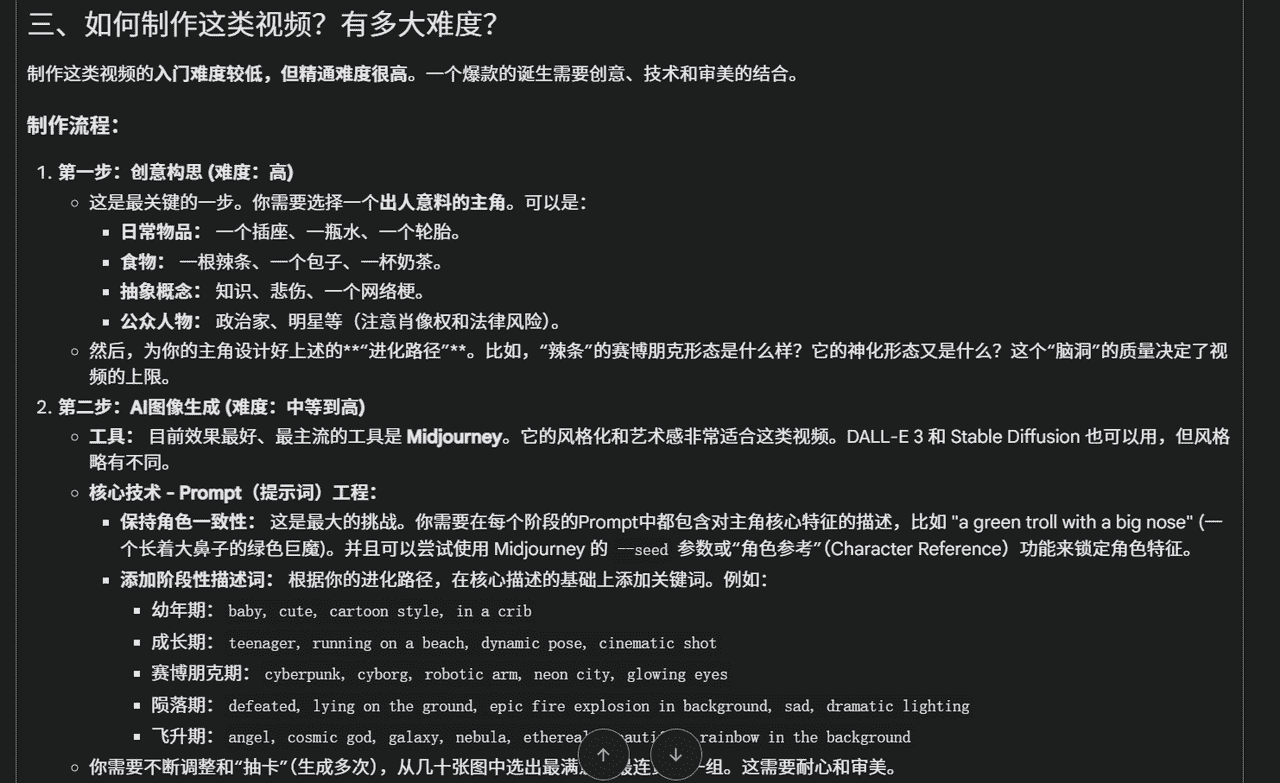 三、如何制作这类视频？有多大难度？
制作这类视频的入门难度较低，但精通难度很高。一个爆款的诞生需要创意、技术和审美的结合。
制作流程：
1. 第一步：创意构思 (难度：高)
这是最关键的一步。你需要选择一个出人意料的主角。可以是：
日常物品： 一个插座、一瓶水、一个轮胎。
食物： 一根辣条、一个包子、一杯奶茶。
抽象概念： 知识、悲伤、一个网络梗。
公众人物： 政治家、明星等（注意肖像权和法律风险）。
然后，为你的主角设计好上述的**“进化路径”**。比如，“辣条”的赛博朋克形态是什么样？它的神化形态又是什么？这个“脑洞”的质量决定了视
频的上限。
2. 第二步：AI图像生成 (难度：中等到高)
工具： 目前效果最好、最主流的工具是 Midjourney。它的风格化和艺术感非常适合这类视频。DALL-E 3 和 Stable Diffusion 也可以用，但风格
略有不同。
核心技术 - Prompt（提示词）工程：
保持角色一致性： 这是最大的挑战。你需要在每个阶段的Prompt中都包含对主角核心特征的描述，比如 "a green troll with a big nose" (一
个长着大鼻子的绿色巨魔)。并且可以尝试使用 Midjourney 的 --seed 参数或“角色参考”（Character Reference）功能来锁定角色特征。
添加阶段性描述词： 根据你的进化路径，在核心描述的基础上添加关键词。例如：
幼年期： baby, cute, cartoon style, in a crib
成长期： teenager, running on a beach, dynamic pose, cinematic shot
赛博朋克期： cyberpunk, cyborg, robotic arm, neon city, glowing eyes
陨落期： defeated, lying on the ground, epic fire explosion in background, sad, dramatic lighting
飞升期： angel, cosmic god, galaxy, nebula, rainbow in the background
你需要不断调整和“抽卡”（生成多次），从几十张图中选出最满 一组。这需要耐心和审美。